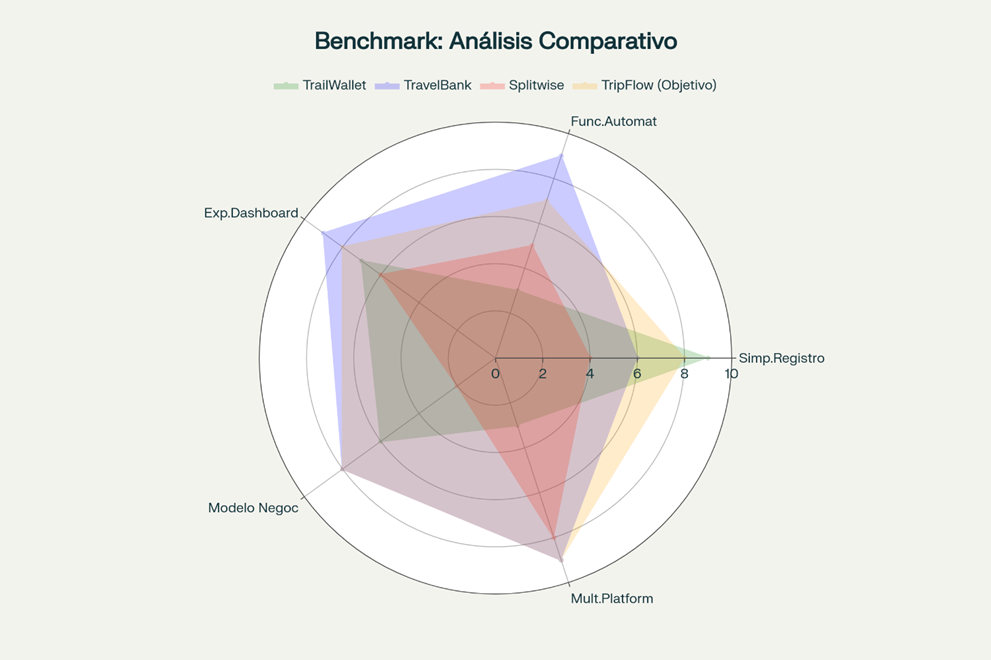 Benchmark: Análisis Comparativo
TrailWallet TravelBank Splitwise TripFlow (Objetivo)
Func.Automat
Exp.Dashboard
Simp.Registro
0 2 4 6 8 10
Modelo Negoc
Mult.Platform